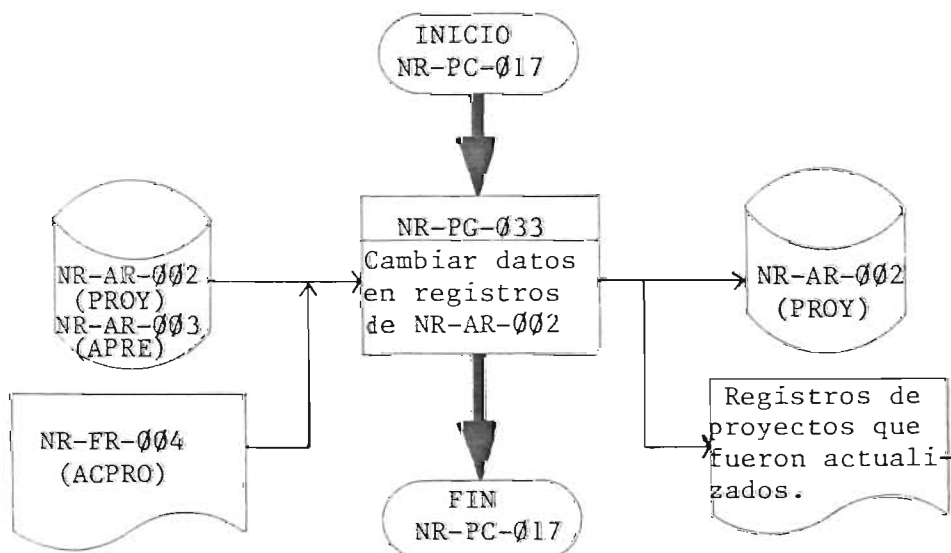 INICIO
NR-PC-Ø17
NR-AR-ØØ2
(PROY)
NR-AR-ØØ3
(APRE)
NR-FR-ØØ4
(ACPRO)
NR-PG-Ø33
Cambiar datos
en registros
de NR-AR-ØØ2
NR-AR-ØØ2
(PROY)
Registros de
proyectos que
fueron actuali-
zados.
FIN
NR-PC-Ø17